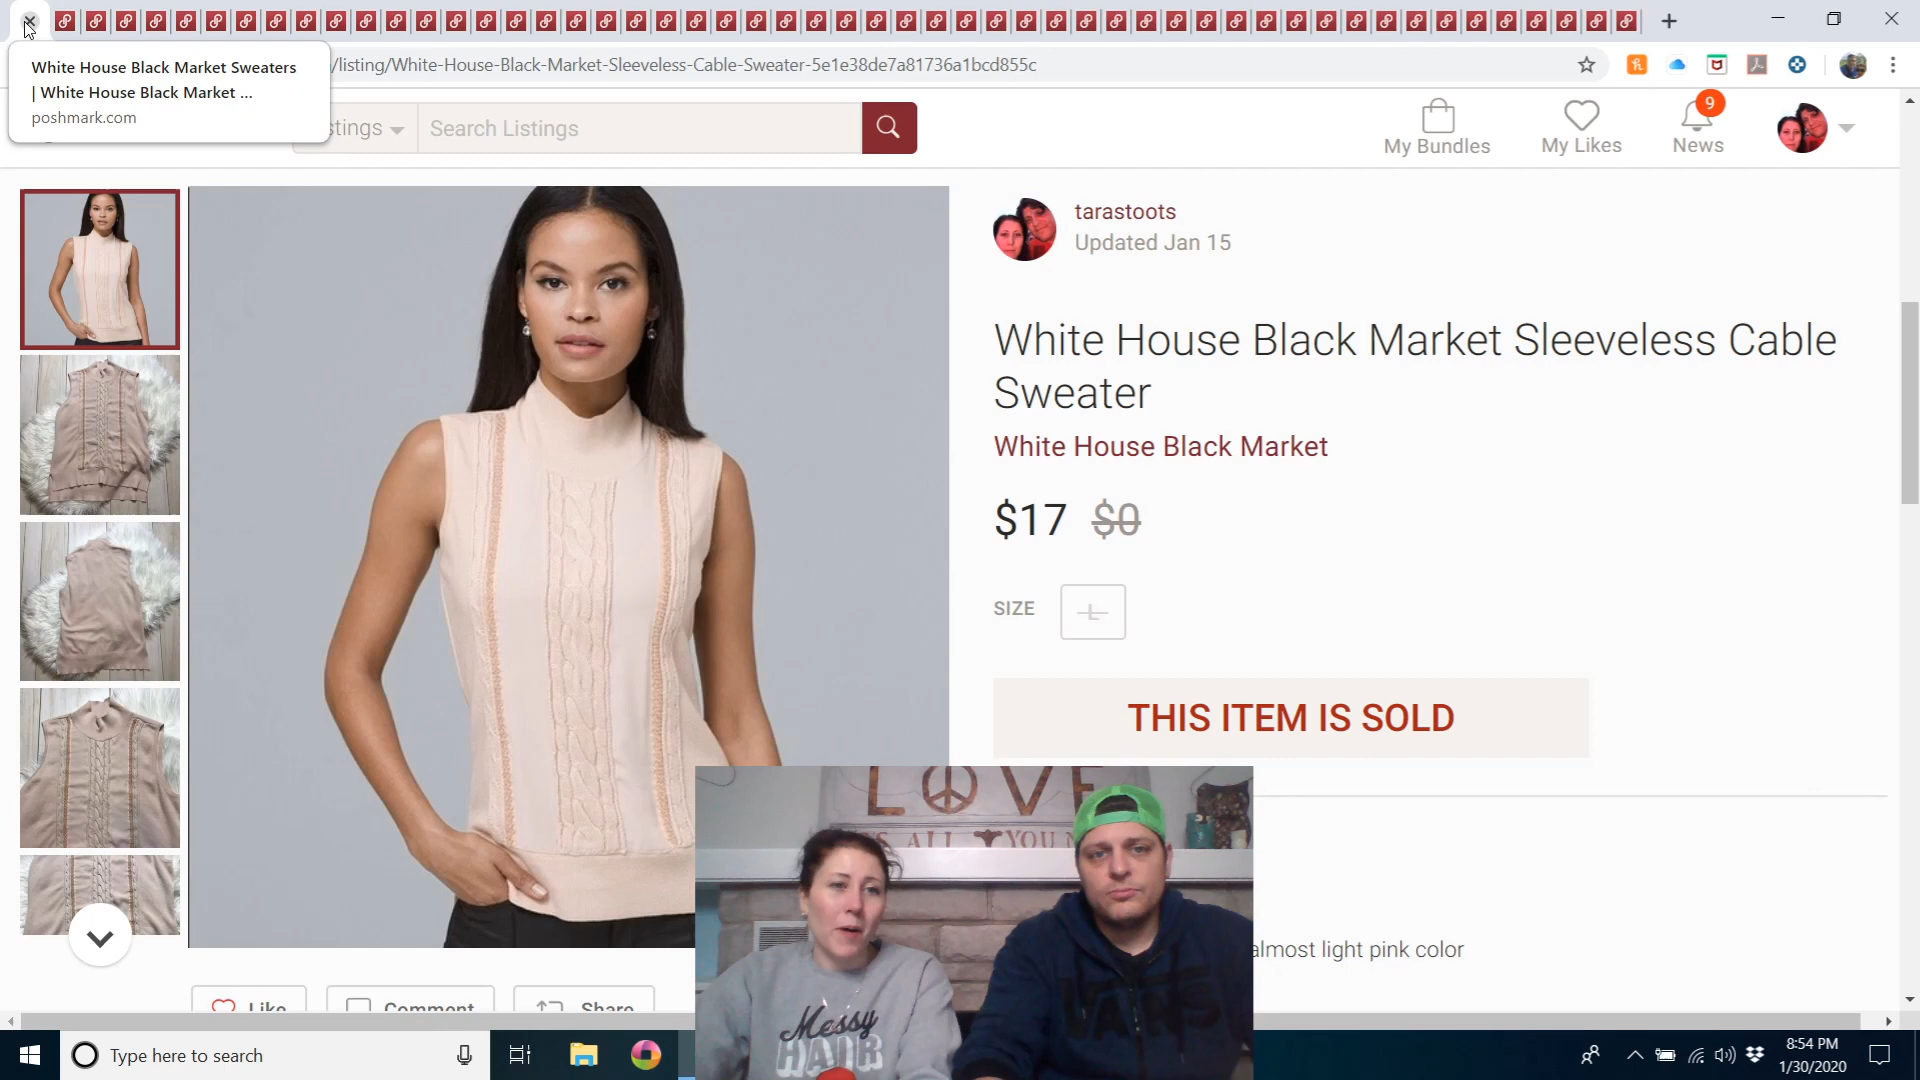 /listing/White-House-Black-Market-Sleeveless-Cable-Sweater-5e1e38de7a81736a1bcd855c
White House Black Market Sweaters
| White House Black Market ...
poshmark.com
stings
Search Listings
My Bundles
My Likes
9
News
tarastoots
Updated Jan 15
White House Black Market Sleeveless Cable
Sweater
White House Black Market
$17 $0
SIZE
L
THIS ITEM IS SOLD
almost light pink color
Like
Comment
Share
LOVE
ALL YOU N
Messy
HAIR
VANS
Type here to search
8:54 PM
1/30/2020